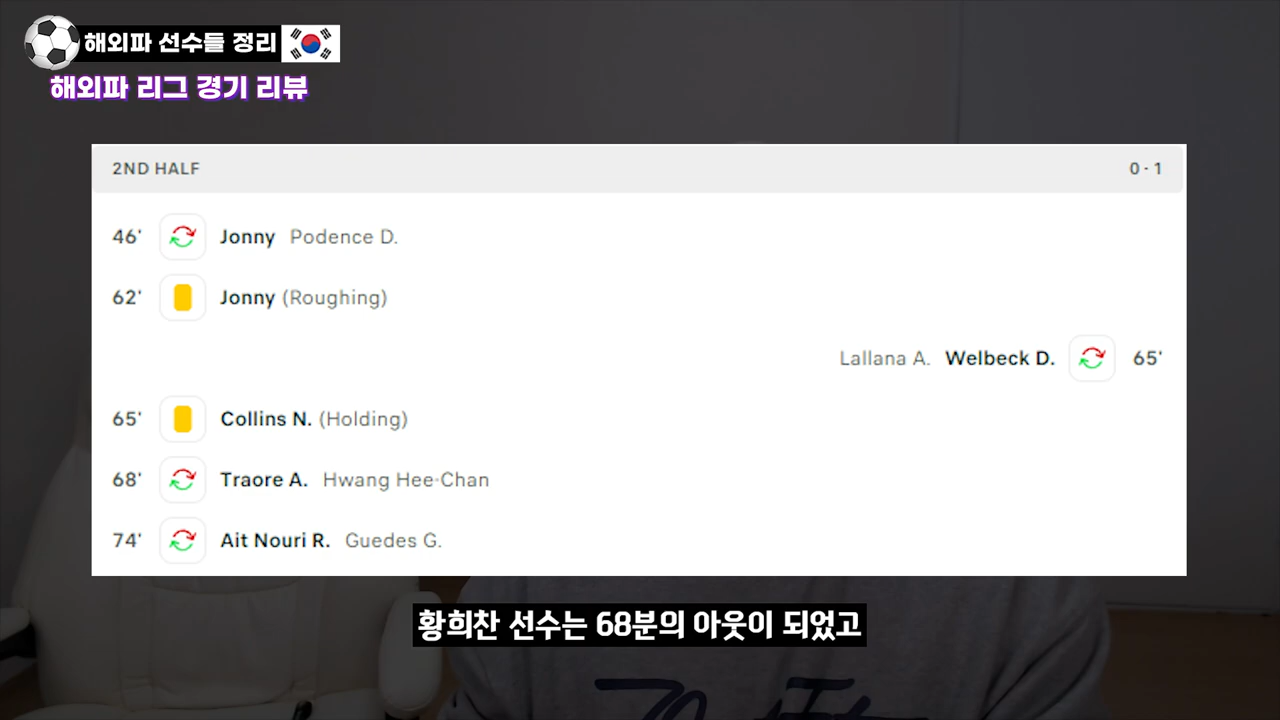 해외파 선수들 정리
해외파 리그 경기 리뷰
2ND HALF 0 - 1
46' Jonny Podence D.
62' Jonny (Roughing)
Lallana A. Welbeck D. 65'
65' Collins N. (Holding)
68' Traore A. Hwang Hee-Chan
74' Ait Nouri R. Guedes G.
황희찬 선수는 68분의 아웃이 되었고